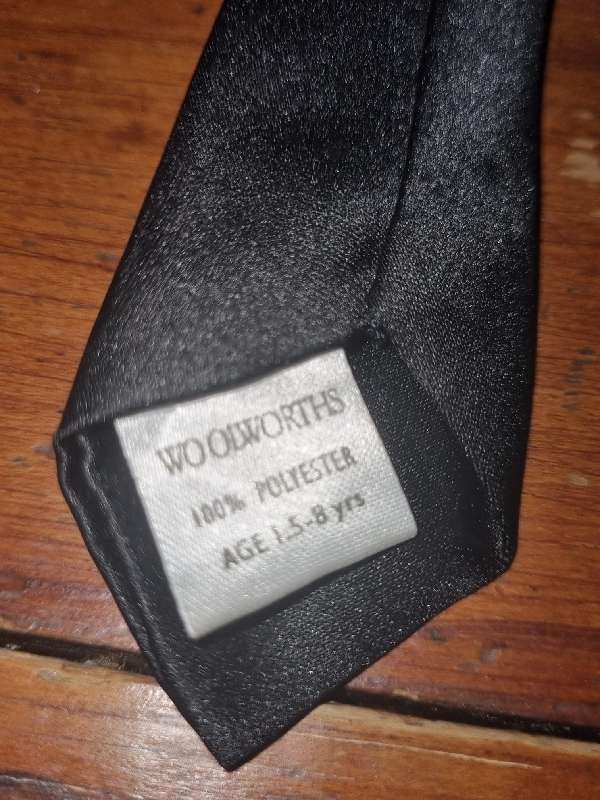 WOOLWORTHS
100% POLYESTER
AGE 1.5-8 yrs